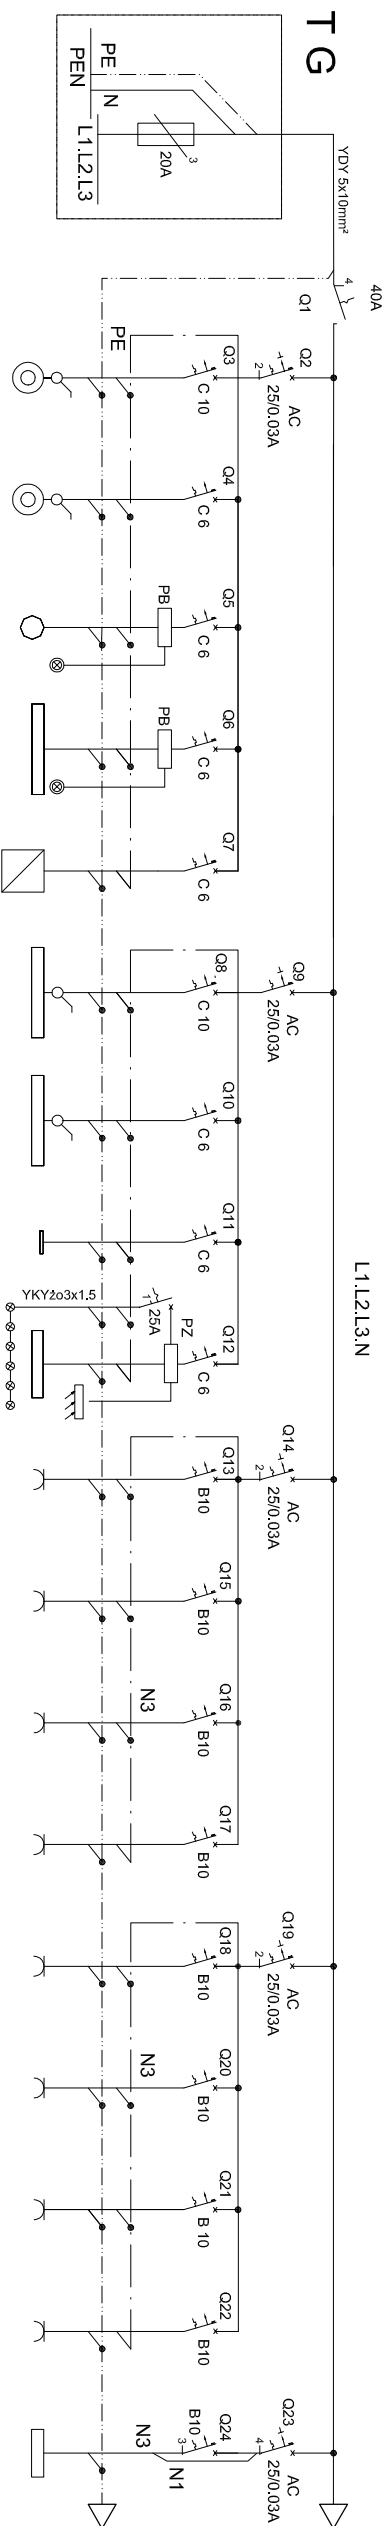 TG
PE
PEN
N
L1.L2.L3
3
20A
YDY 5x10mm²
4
40A
Q1
L1.L2.L3.N
PE
Q2
2
AC
25/0.03A
Q3
C 10
Q4
C 6
Q5
C 6
PB
Q6
C 6
PB
Q7
C 6
Q9
AC
25/0.03A
Q8
C 10
Q10
C 6
Q11
C 6
Q12
C 6
PZ
1
25A
YKYżo3x1.5
Q14
2
AC
25/0.03A
Q13
B10
Q15
B10
Q16
B10
N3
Q17
B10
Q19
2
AC
25/0.03A
Q18
B10
Q20
B10
N3
Q21
B 10
Q22
B10
Q23
4
AC
25/0.03A
Q24
B10
3
N3
N1